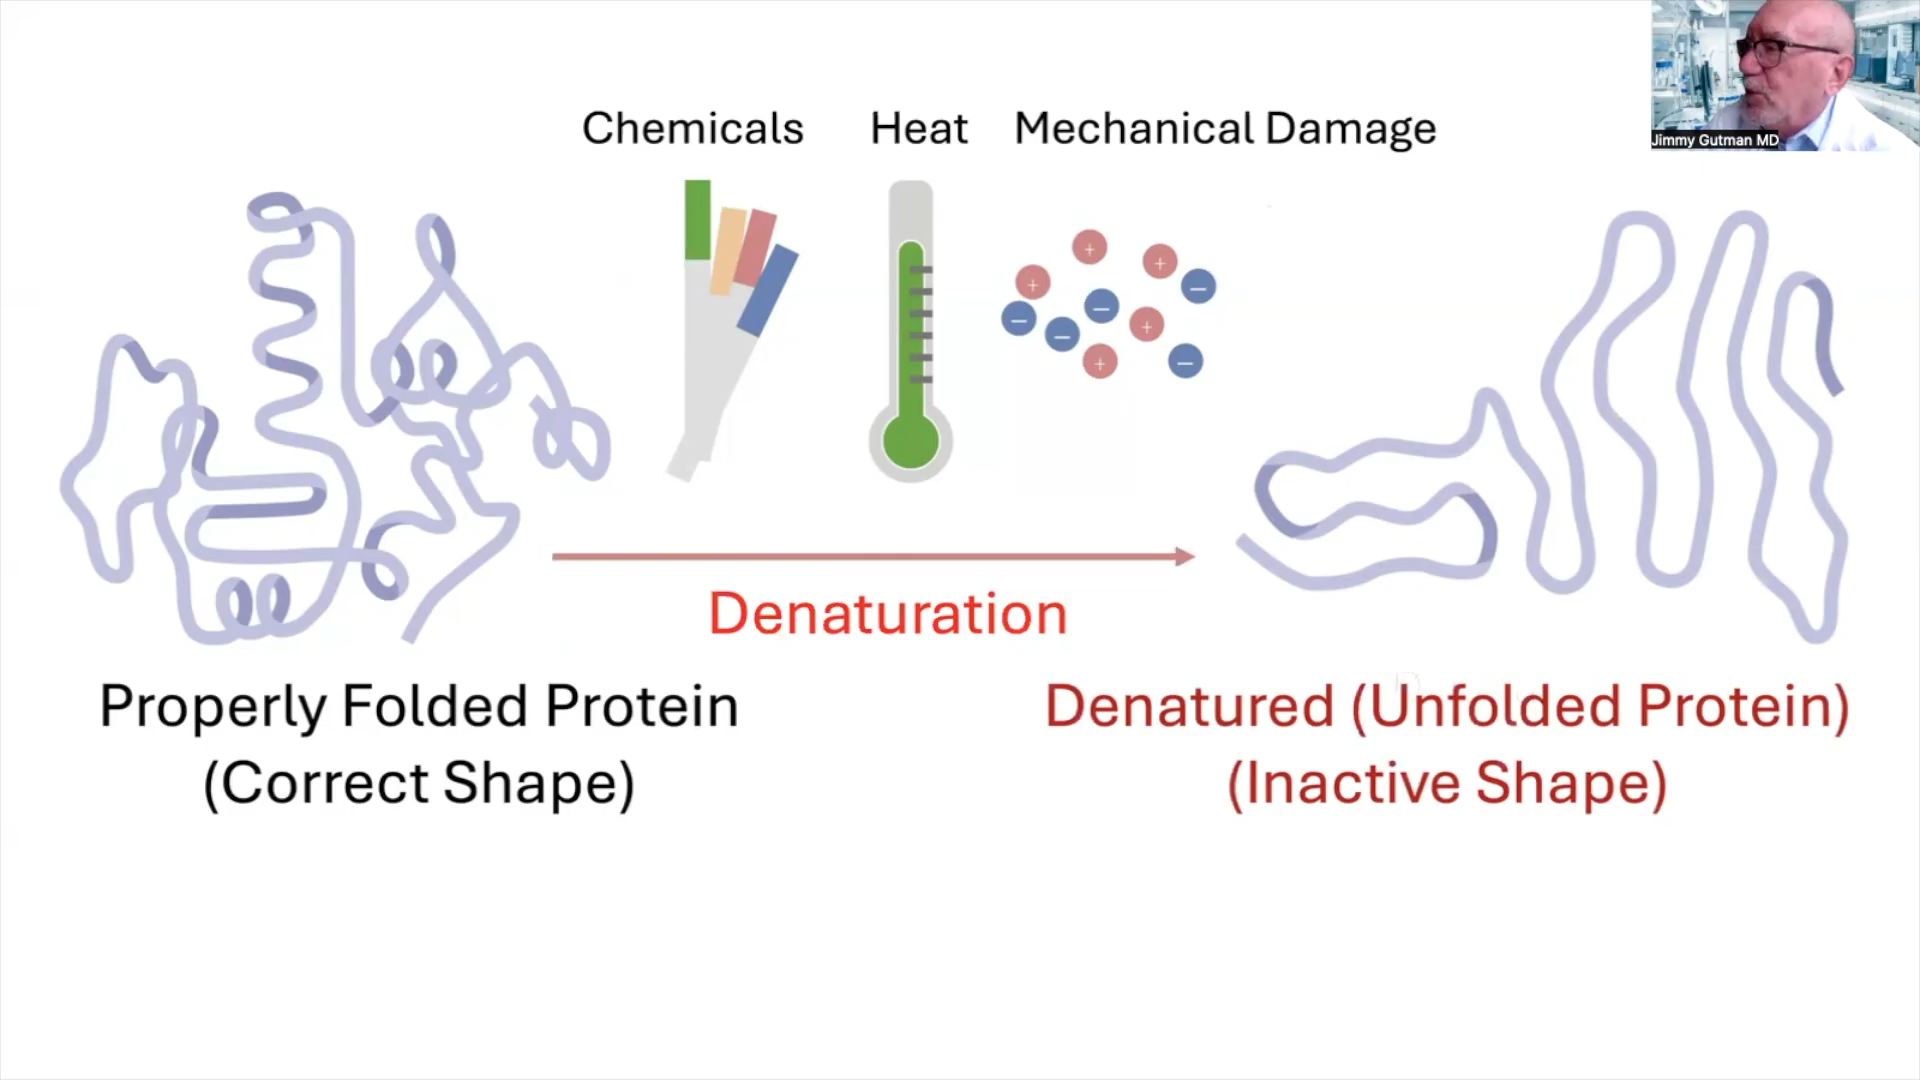 Chemicals Heat Mechanical Damage
Jimmy Gutman MD
+ + + + + − − − − −
Denaturation
Properly Folded Protein
(Correct Shape)
Denatured (Unfolded Protein)
(Inactive Shape)